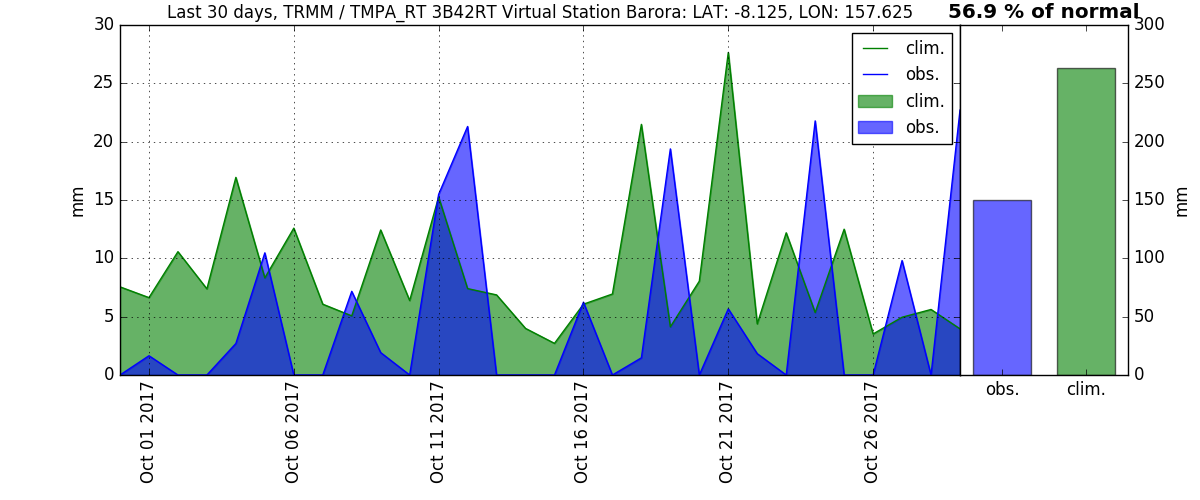 Last 30 days, TRMM / TMPA_RT 3B42RT Virtual Station Barora: LAT: -8.125, LON: 157.625
56.9 % of normal
30
25
20
15
10
5
0
mm
clim.
obs.
clim.
obs.
300
250
200
150
100
50
0
mm
Oct 01 2017
Oct 06 2017
Oct 11 2017
Oct 16 2017
Oct 21 2017
Oct 26 2017
obs.
clim.